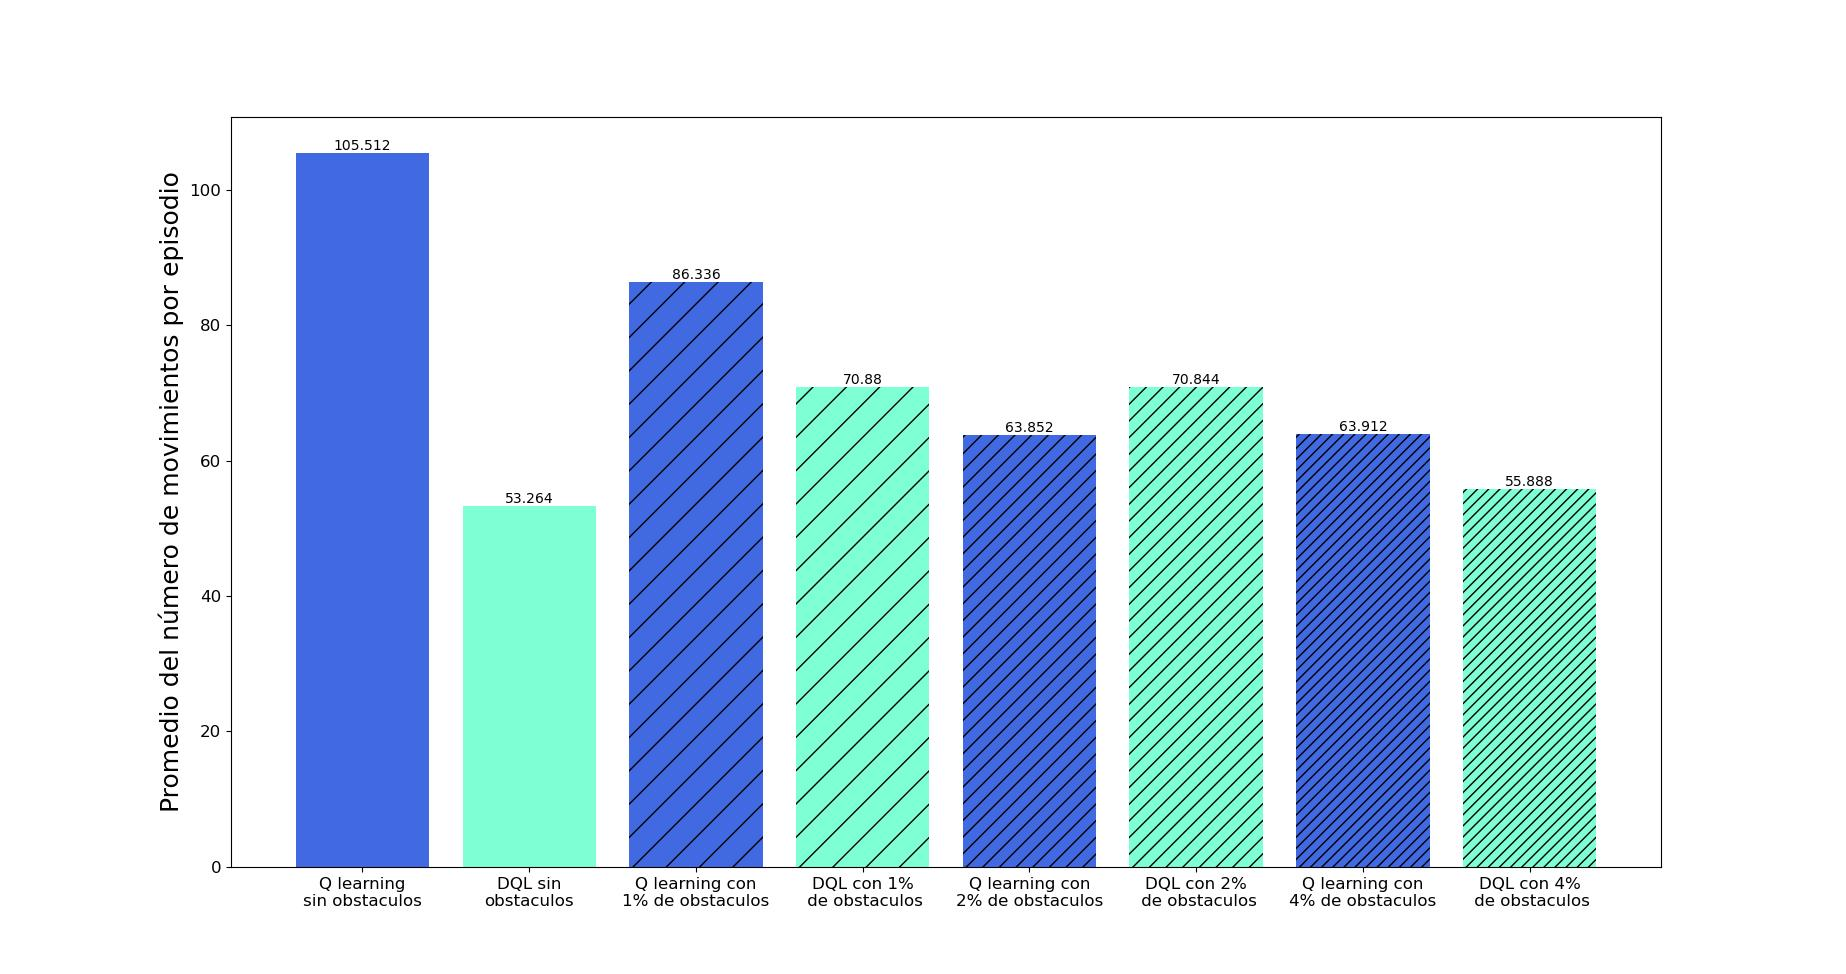 Promedio del número de movimientos por episodio
100
80
60
40
20
0
105.512
53.264
86.336
70.88
63.852
70.844
63.912
55.888
Q learning
sin obstaculos
DQL sin
obstaculos
Q learning con
1% de obstaculos
DQL con 1%
de obstaculos
Q learning con
2% de obstaculos
DQL con 2%
de obstaculos
Q learning con
4% de obstaculos
DQL con 4%
de obstaculos